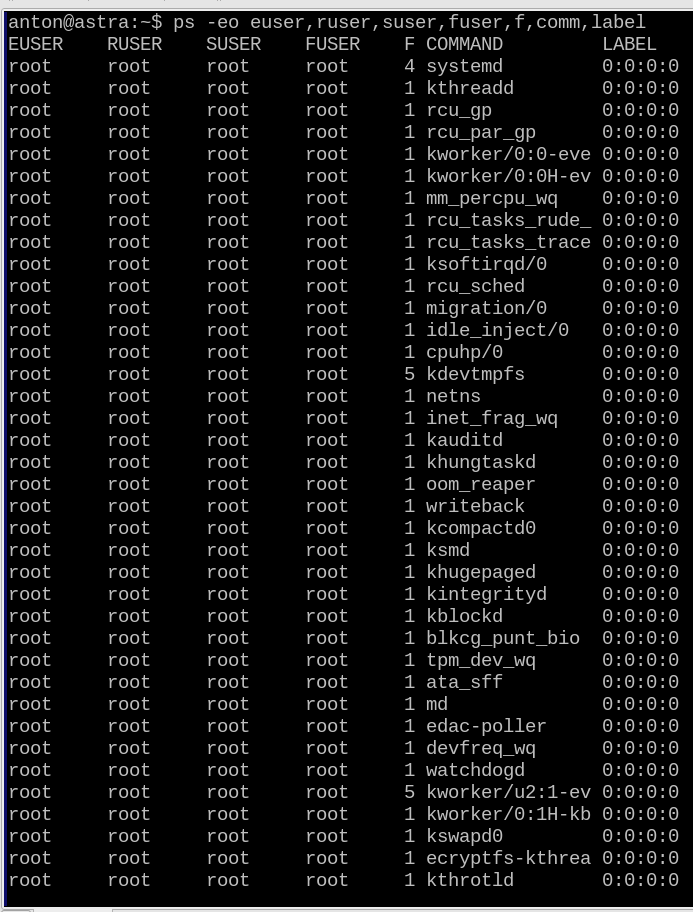 anton@astra:~$ ps -eo euser,ruser,suser,fuser,f,comm,label
EUSER    RUSER    SUSER    FUSER    F COMMAND         LABEL
root     root     root     root     4 systemd         0:0:0:0
root     root     root     root     1 kthreadd        0:0:0:0
root     root     root     root     1 rcu_gp          0:0:0:0
root     root     root     root     1 rcu_par_gp      0:0:0:0
root     root     root     root     1 kworker/0:0-eve 0:0:0:0
root     root     root     root     1 kworker/0:0H-ev 0:0:0:0
root     root     root     root     1 mm_percpu_wq    0:0:0:0
root     root     root     root     1 rcu_tasks_rude_ 0:0:0:0
root     root     root     root     1 rcu_tasks_trace 0:0:0:0
root     root     root     root     1 ksoftirqd/0     0:0:0:0
root     root     root     root     1 rcu_sched       0:0:0:0
root     root     root     root     1 migration/0     0:0:0:0
root     root     root     root     1 idle_inject/0   0:0:0:0
root     root     root     root     1 cpuhp/0         0:0:0:0
root     root     root     root     5 kdevtmpfs       0:0:0:0
root     root     root     root     1 netns           0:0:0:0
root     root     root     root     1 inet_frag_wq    0:0:0:0
root     root     root     root     1 kauditd         0:0:0:0
root     root     root     root     1 khungtaskd      0:0:0:0
root     root     root     root     1 oom_reaper      0:0:0:0
root     root     root     root     1 writeback       0:0:0:0
root     root     root     root     1 kcompactd0      0:0:0:0
root     root     root     root     1 ksmd            0:0:0:0
root     root     root     root     1 khugepaged      0:0:0:0
root     root     root     root     1 kintegrityd     0:0:0:0
root     root     root     root     1 kblockd         0:0:0:0
root     root     root     root     1 blkcg_punt_bio  0:0:0:0
root     root     root     root     1 tpm_dev_wq      0:0:0:0
root     root     root     root     1 ata_sff         0:0:0:0
root     root     root     root     1 md              0:0:0:0
root     root     root     root     1 edac-poller     0:0:0:0
root     root     root     root     1 devfreq_wq      0:0:0:0
root     root     root     root     1 watchdogd       0:0:0:0
root     root     root     root     5 kworker/u2:1-ev 0:0:0:0
root     root     root     root     1 kworker/0:1H-kb 0:0:0:0
root     root     root     root     1 kswapd0         0:0:0:0
root     root     root     root     1 ecryptfs-kthrea 0:0:0:0
root     root     root     root     1 kthrotld        0:0:0:0